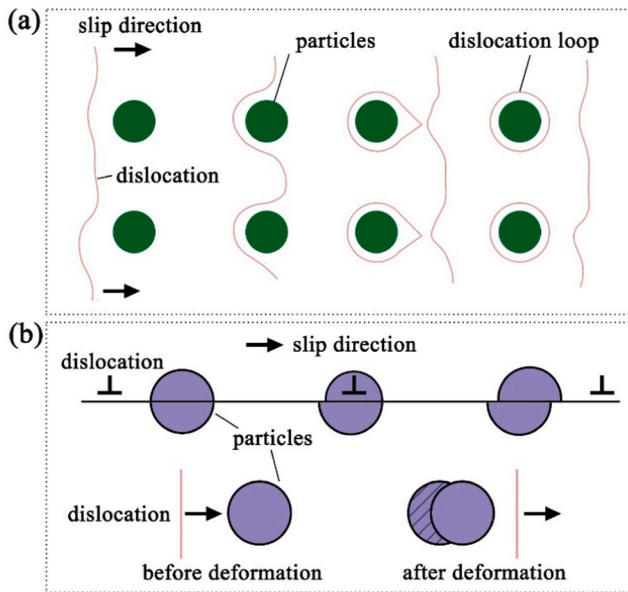 (a)
slip direction
particles
dislocation loop
dislocation
(b)
slip direction
dislocation
particles
dislocation
before deformation
after deformation